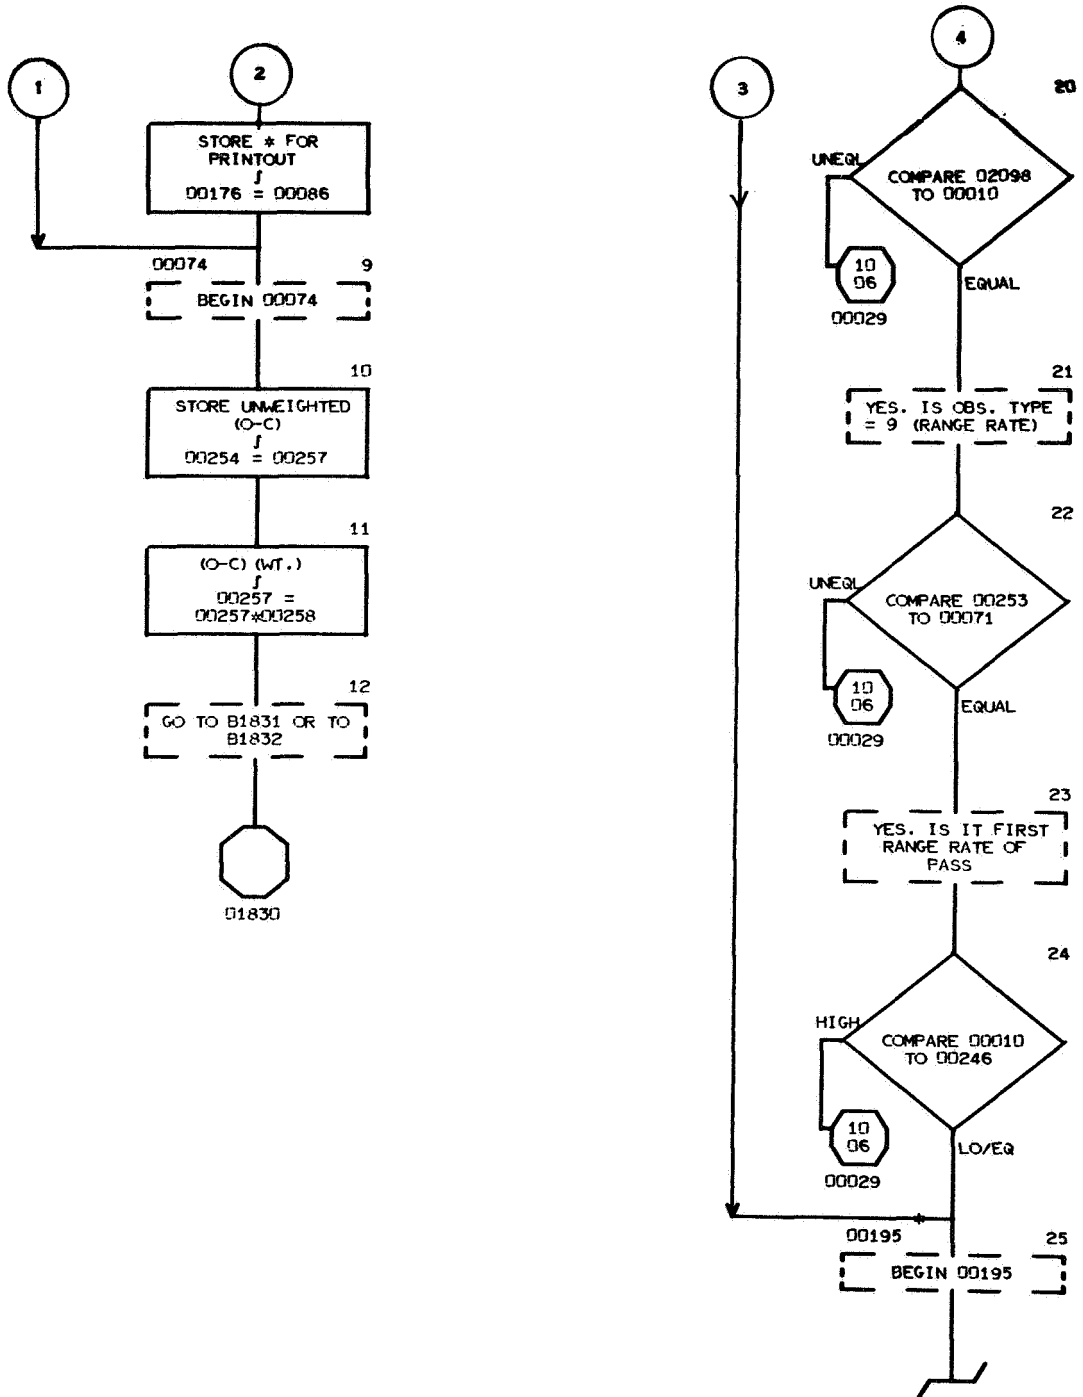 1
2
STORE * FOR
PRINTOUT
∫
00176 = 00086
00074
9
BEGIN 00074
10
STORE UNWEIGHTED
(O-C)
∫
00254 = 00257
11
(O-C) (WT.)
∫
00257 =
00257*00258
12
GO TO B1831 OR TO
B1832
01830
3
4
20
UNEQL
COMPARE 02098
TO 00010
10
06
00029
EQUAL
21
YES. IS OBS. TYPE
= 9 (RANGE RATE)
22
UNEQL
COMPARE 00253
TO 00071
10
06
00029
EQUAL
23
YES. IS IT FIRST
RANGE RATE OF
PASS
24
HIGH
COMPARE 00010
TO 00246
10
06
00029
LO/EQ
00195
25
BEGIN 00195